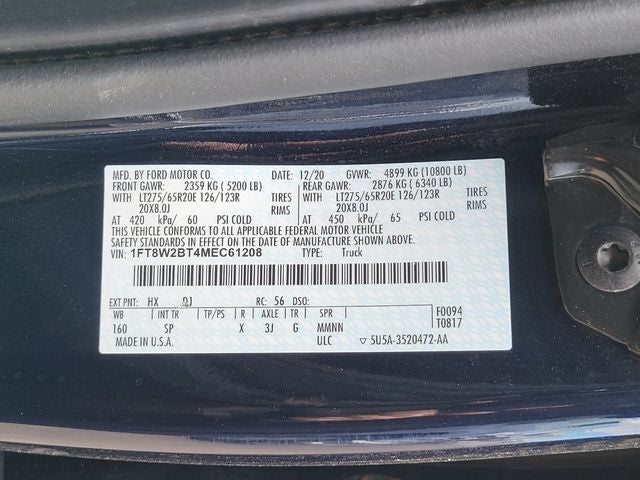 MFD. BY FORD MOTOR CO. DATE: 12/20 GVWR: 4899 KG (10800 LB)
FRONT GAWR: 2359 KG ( 5200 LB) REAR GAWR: 2876 KG ( 6340 LB)
WITH LT275/65R20E 126/123R TIRES WITH LT275/65R20E 126/123R TIRES
20X8.0J RIMS 20X8.0J RIMS
AT 420 kPa/ 60 PSI COLD AT 450 kPa/ 65 PSI COLD
THIS VEHICLE CONFORMS TO ALL APPLICABLE FEDERAL MOTOR VEHICLE
SAFETY STANDARDS IN EFFECT ON THE DATE OF MANUFACTURE SHOWN ABOVE.
VIN: 1FT8W2BT4MEC61208 TYPE: Truck
EXT PNT: HX RC: 56 DSO:
WB INT TR TP/PS R AXLE TR SPR F0094
160 SP X 3J G MMNN T0817
MADE IN U.S.A. ULC 5U5A-3520472-AA